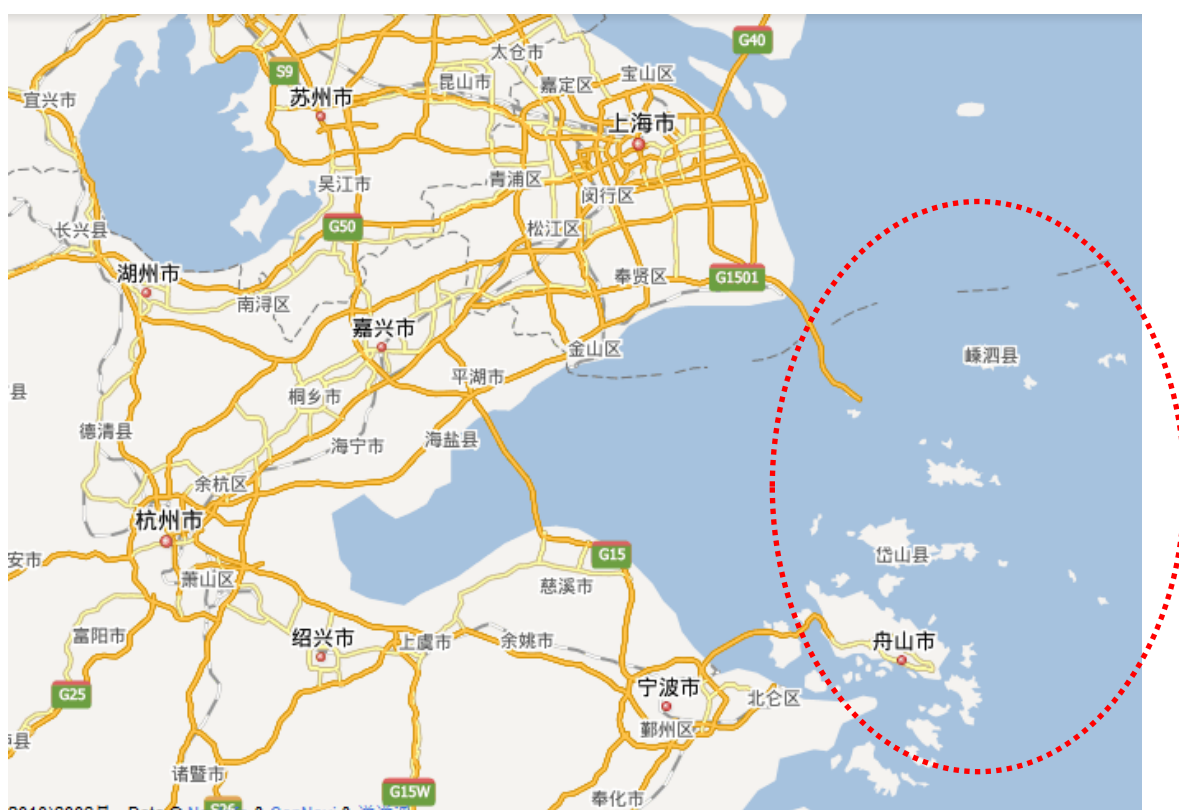 G40
太仓市
S9
昆山市
嘉定区
宝山区
宜兴市
苏州市
上海市
吴江市
青浦区
闵行区
长兴县
G50
松江区
湖州市
奉贤区
G1501
南浔区
嘉兴市
金山区
嵊泗县
平湖市
县
桐乡市
德清县
海宁市
海盐县
余杭区
杭州市
安市
G15
岱山县
萧山区
慈溪市
富阳市
绍兴市
上虞市
余姚市
舟山市
G25
宁波市
北仑区
鄞州区
县
诸暨市
G15W
奉化市
S26